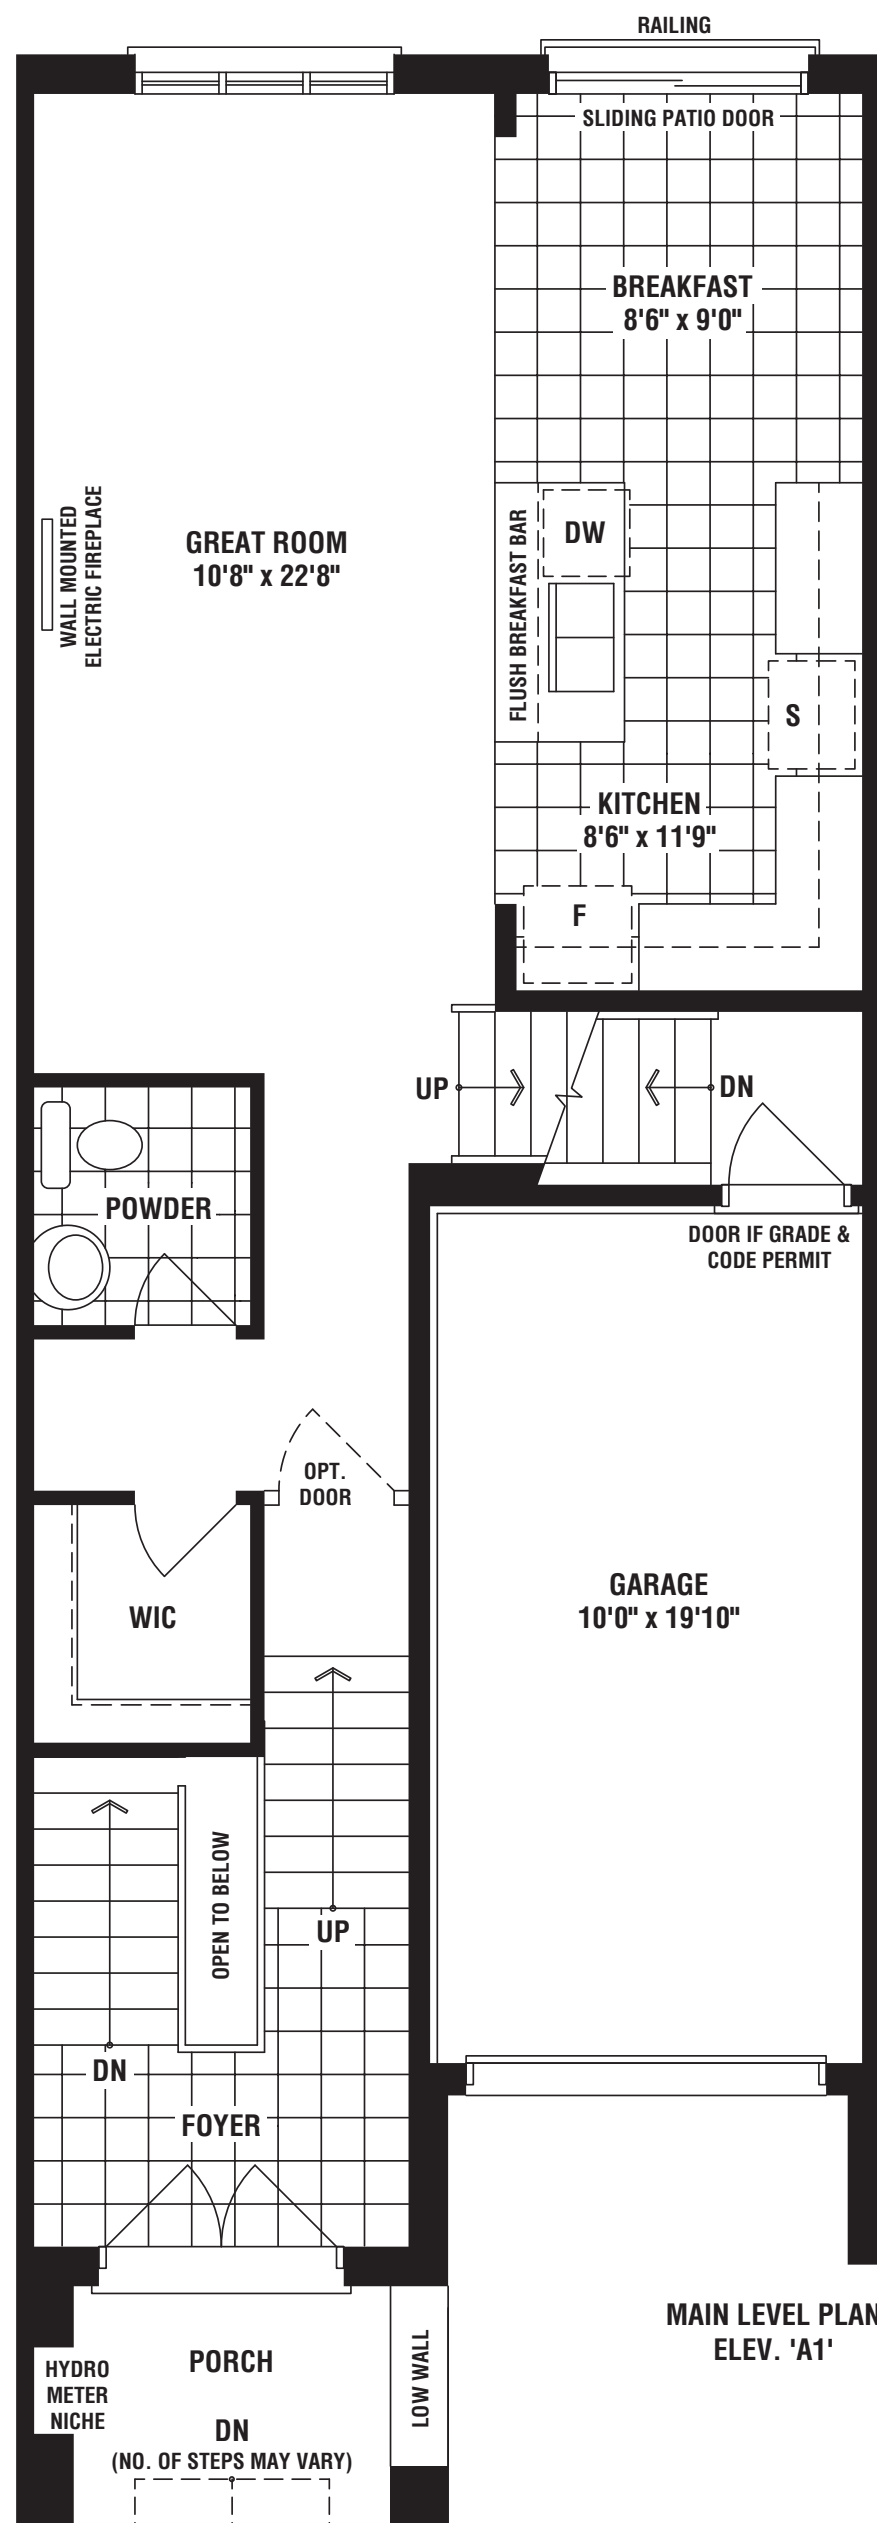 RAILING
SLIDING PATIO DOOR
BREAKFAST
8'6" x 9'0"
WALL MOUNTED
ELECTRIC FIREPLACE
GREAT ROOM
10'8" x 22'8"
FLUSH BREAKFAST BAR
DW
S
KITCHEN
8'6" x 11'9"
F
UP
DN
POWDER
DOOR IF GRADE &
CODE PERMIT
OPT.
DOOR
WIC
GARAGE
10'0" x 19'10"
OPEN TO BELOW
UP
DN
FOYER
MAIN LEVEL PLAN
ELEV. 'A1'
PORCH
LOW WALL
HYDRO
METER
NICHE
DN
(NO. OF STEPS MAY VARY)